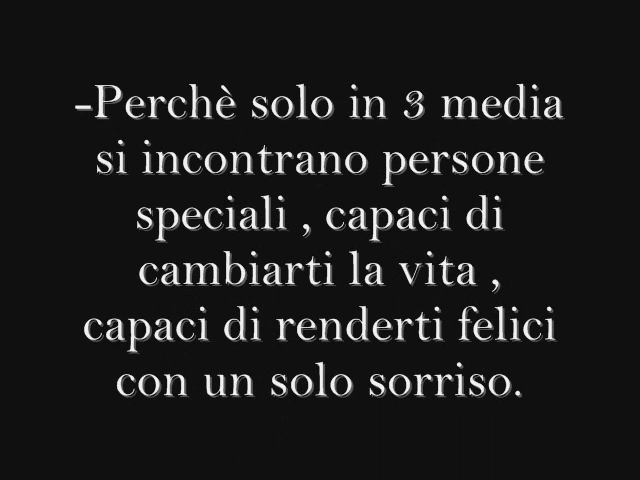 -Perchè solo in 3 media
si incontrano persone
speciali , capaci di
cambiarti la vita ,
capaci di renderti felici
con un solo sorriso.